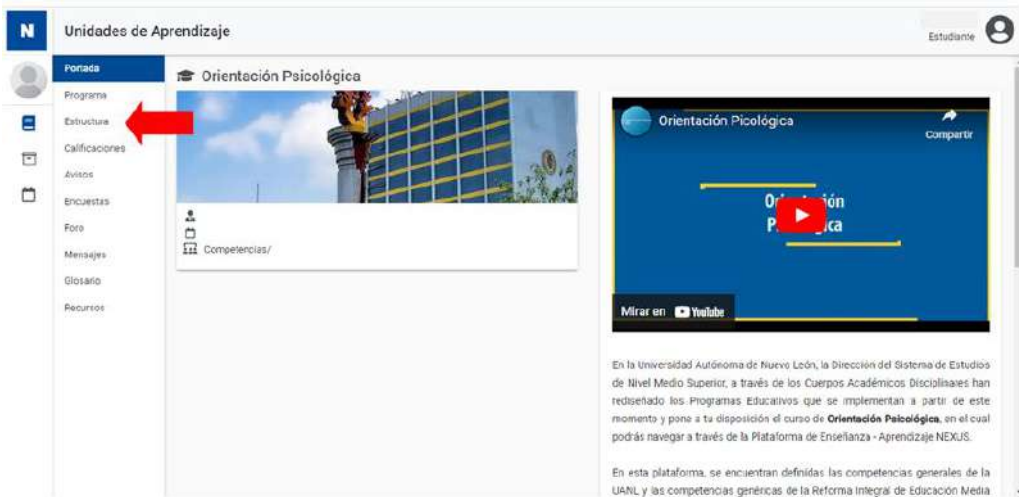 N
Unidades de Aprendizaje
Estudiante
Portada
Programa
Estructura
Calificaciones
Avisos
Encuestas
Foro
Mensajes
Glosario
Recursos
Orientación Psicológica
Competencias/
Orientación Picológica
Compartir
Mirar en YouTube
En la Universidad Autónoma de Nuevo León, la Dirección del Sistema de Estudios
de Nivel Medio Superior, a través de los Cuerpos Académicos Disciplinares han
rediseñado los Programas Educativos que se implementan a partir de este
momento y pone a tu disposición el curso de Orientación Psicológica, en el cual
podrás navegar a través de la Plataforma de Enseñanza - Aprendizaje NEXUS.
En esta plataforma, se encuentran definidas las competencias generales de la
UANL y las competencias genéricas de la Reforma Integral de Educación Media